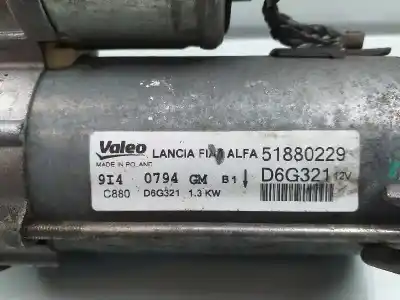 Valeo LANCIA FIAT ALFA 51880229
MADE IN POLAND
9I4 0794 GM B1 D6G321 12V
C880 D6G321 1.3 KW